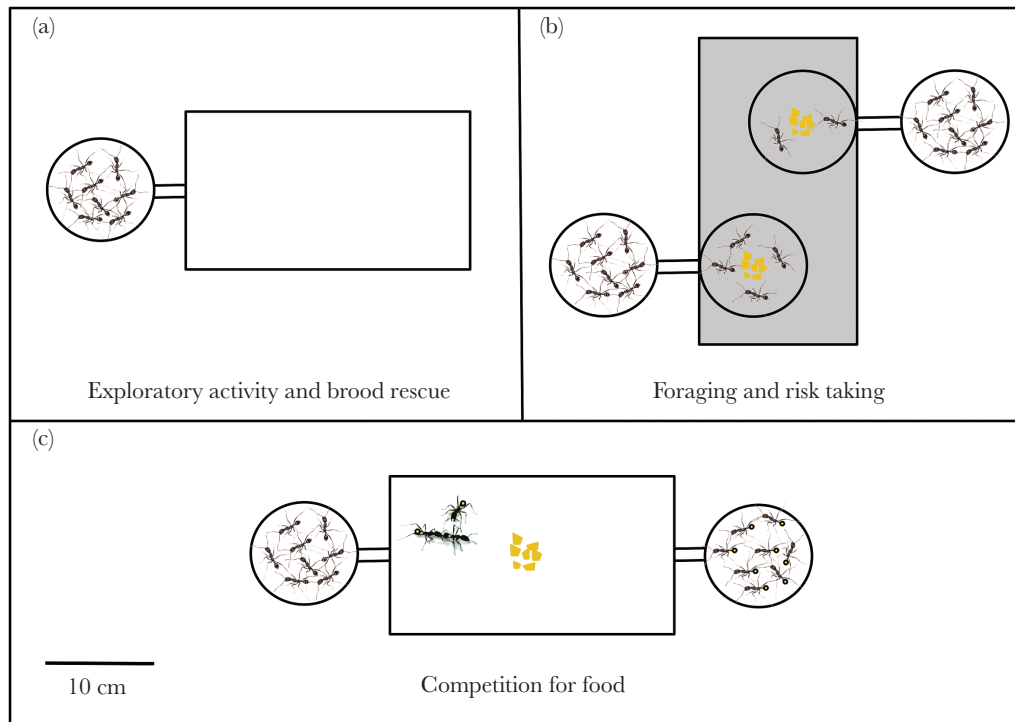 (a)
Exploratory activity and brood rescue
(b)
Foraging and risk taking
(c)
10 cm
Competition for food